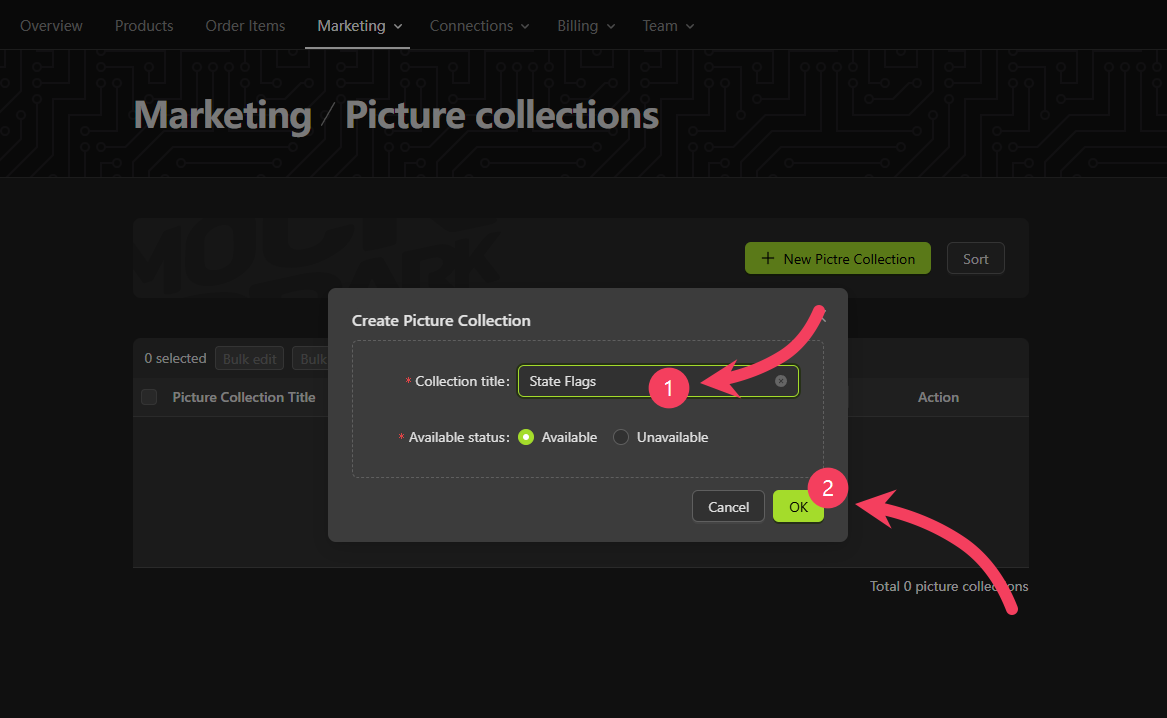 Overview Products Order Items Marketing Connections Billing Team
Marketing / Picture collections
+ New Pictre Collection Sort
Create Picture Collection
0 selected Bulk edit Bulk
* Collection title: State Flags 1
Picture Collection Title Action
* Available status: Available Unavailable
2
Cancel OK
Total 0 picture collections